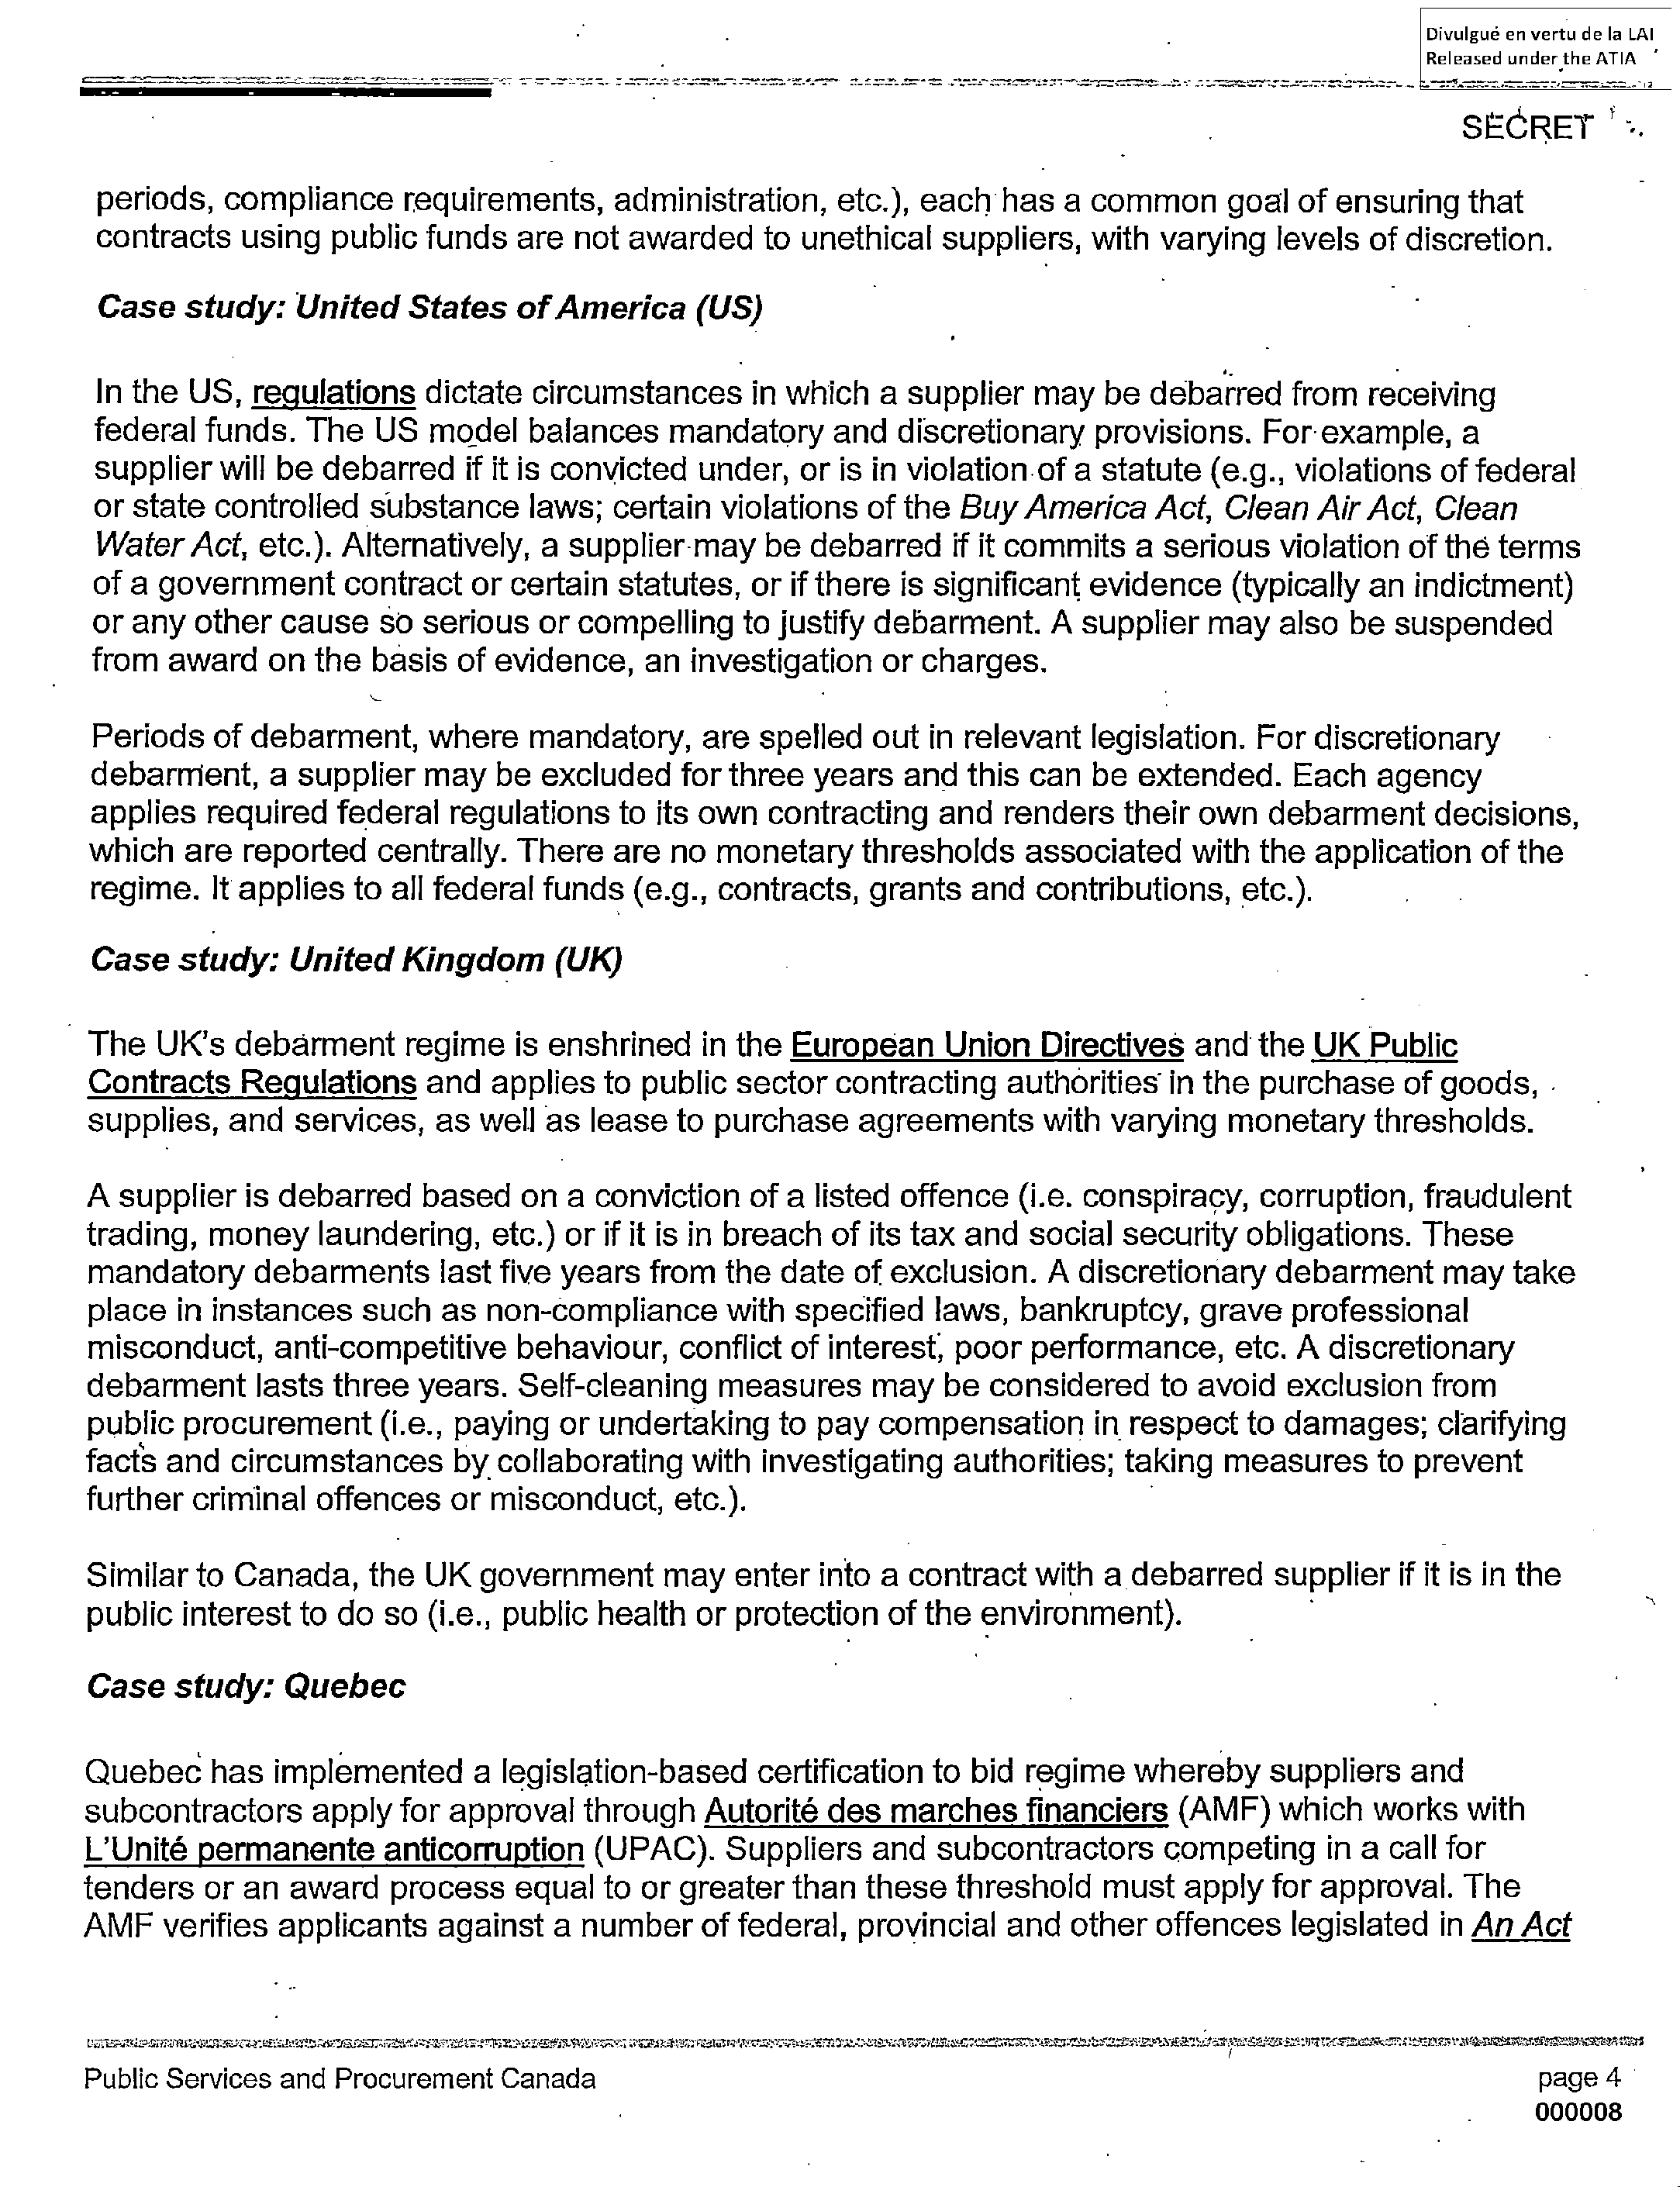 Divulgué en vertu de la LAI
Released under the ATIA
SECRET
periods, compliance requirements, administration, etc.), each has a common goal of ensuring that
contracts using public funds are not awarded to unethical suppliers, with varying levels of discretion.
Case study: United States of America (US)
In the US, regulations dictate circumstances in which a supplier may be debarred from receiving
federal funds. The US model balances mandatory and discretionary provisions. For example, a
supplier will be debarred if it is convicted under, or is in violation of a statute (e.g., violations of federal
or state controlled substance laws; certain violations of the Buy America Act, Clean Air Act, Clean
Water Act, etc.). Alternatively, a supplier may be debarred if it commits a serious violation of the terms
of a government contract or certain statutes, or if there is significant evidence (typically an indictment)
or any other cause so serious or compelling to justify debarment. A supplier may also be suspended
from award on the basis of evidence, an investigation or charges.
Periods of debarment, where mandatory, are spelled out in relevant legislation. For discretionary
debarment, a supplier may be excluded for three years and this can be extended. Each agency
applies required federal regulations to its own contracting and renders their own debarment decisions,
which are reported centrally. There are no monetary thresholds associated with the application of the
regime. It applies to all federal funds (e.g., contracts, grants and contributions, etc.).
Case study: United Kingdom (UK)
The UK's debarment regime is enshrined in the European Union Directives and the UK Public
Contracts Regulations and applies to public sector contracting authorities in the purchase of goods,
supplies, and services, as well as lease to purchase agreements with varying monetary thresholds.
A supplier is debarred based on a conviction of a listed offence (i.e. conspiracy, corruption, fraudulent
trading, money laundering, etc.) or if it is in breach of its tax and social security obligations. These
mandatory debarments last five years from the date of exclusion. A discretionary debarment may take
place in instances such as non-compliance with specified laws, bankruptcy, grave professional
misconduct, anti-competitive behaviour, conflict of interest, poor performance, etc. A discretionary
debarment lasts three years. Self-cleaning measures may be considered to avoid exclusion from
public procurement (i.e., paying or undertaking to pay compensation in respect to damages; clarifying
facts and circumstances by collaborating with investigating authorities; taking measures to prevent
further criminal offences or misconduct, etc.).
Similar to Canada, the UK government may enter into a contract with a debarred supplier if it is in the
public interest to do so (i.e., public health or protection of the environment).
Case study: Quebec
Quebec has implemented a legislation-based certification to bid regime whereby suppliers and
subcontractors apply for approval through Autorité des marches financiers (AMF) which works with
L'Unité permanente anticorruption (UPAC). Suppliers and subcontractors competing in a call for
tenders or an award process equal to or greater than these threshold must apply for approval. The
AMF verifies applicants against a number of federal, provincial and other offences legislated in An Act
Public Services and Procurement Canada
page 4
000008